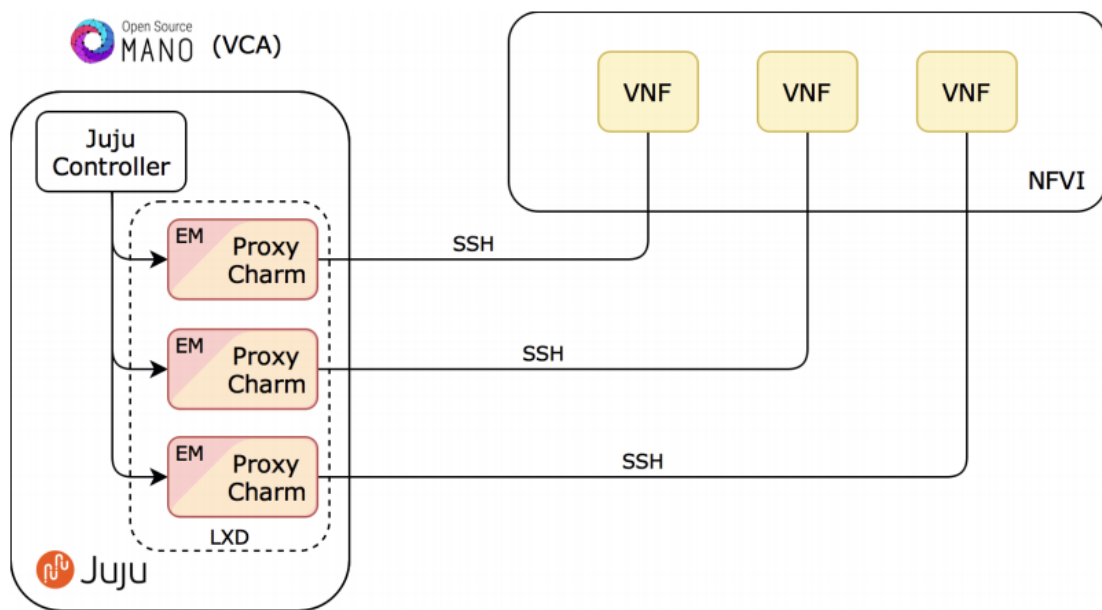 Open Source
MANO
(VCA)
Juju
Controller
EM
Proxy
Charm
EM
Proxy
Charm
EM
Proxy
Charm
LXD
Juju
SSH
SSH
SSH
VNF
VNF
VNF
NFVI